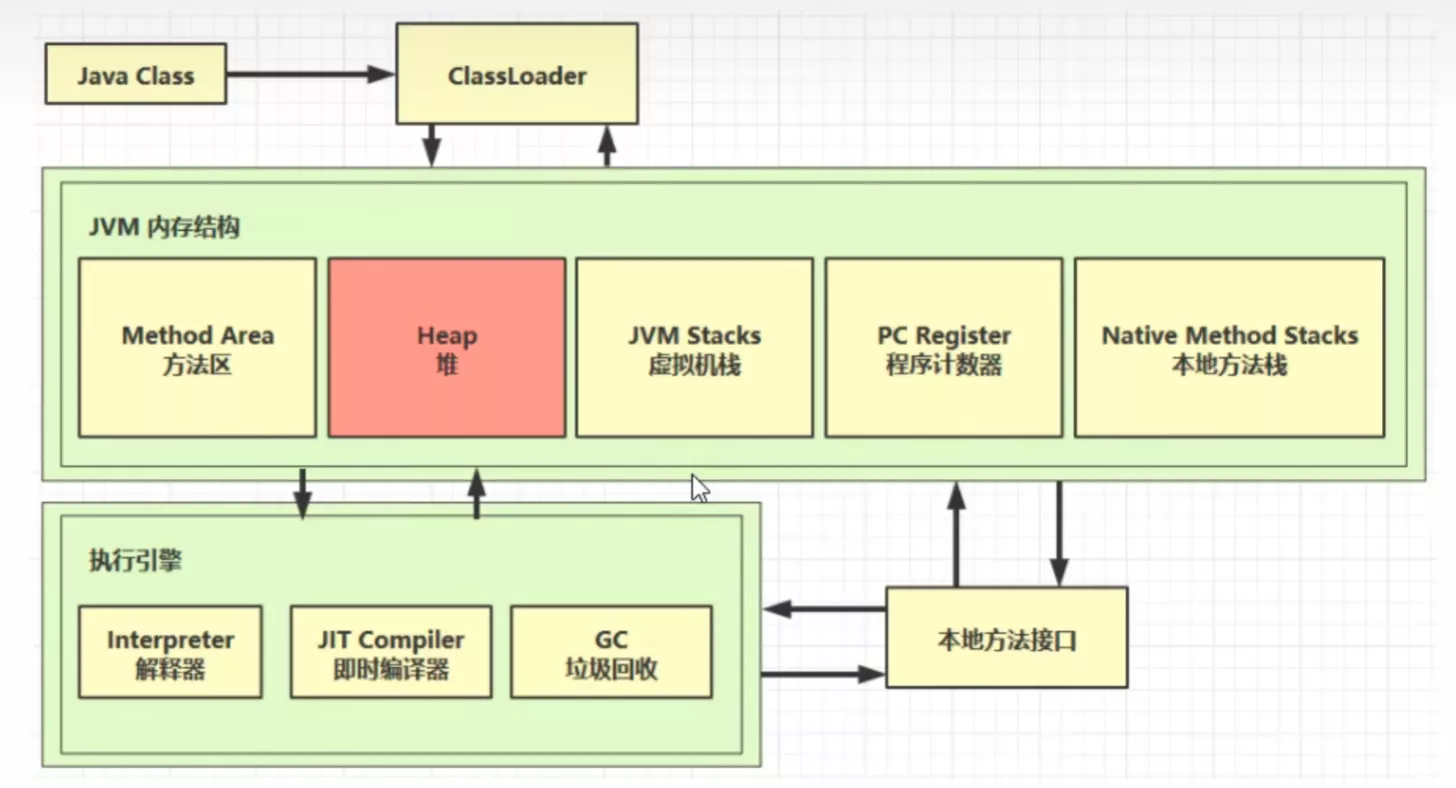 Java Class
ClassLoader
JVM 内存结构
Method Area
方法区
Heap
堆
JVM Stacks
虚拟机栈
PC Register
程序计数器
Native Method Stacks
本地方法栈
执行引擎
Interpreter
解释器
JIT Compiler
即时编译器
GC
垃圾回收
本地方法接口